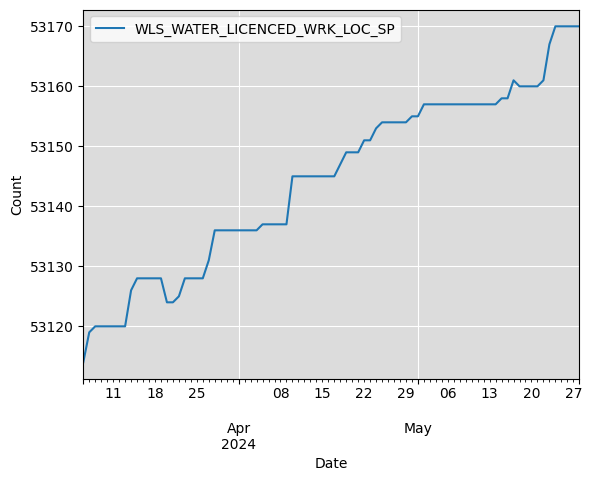 WLS_WATER_LICENCED_WRK_LOC_SP
53170
53160
53150
53140
53130
53120
Count
11 18 25 08 15 22 29 06 13 20 27
Apr May
2024
Date